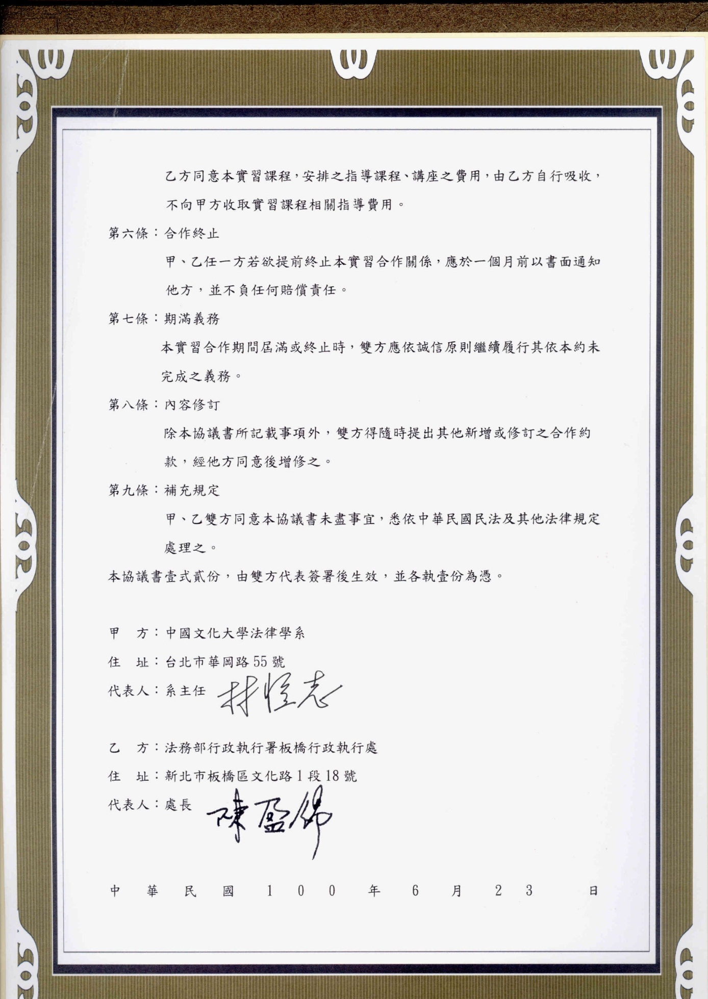 乙方同意本實習課程，安排之指導課程、講座之費用，由乙方自行吸收，
不向甲方收取實習課程相關指導費用。
第六條：合作終止
甲、乙任一方若欲提前終止本實習合作關係，應於一個月前以書面通知
他方，並不負任何賠償責任。
第七條：期滿義務
本實習合作期間屆滿或終止時，雙方應依誠信原則繼續履行其依本約未
完成之義務。
第八條：內容修訂
除本協議書所記載事項外，雙方得隨時提出其他新增或修訂之合作約
款，經他方同意後增修之。
第九條：補充規定
甲、乙雙方同意本協議書未盡事宜，悉依中華民國民法及其他法律規定
處理之。
本協議書壹式貳份，由雙方代表簽署後生效，並各執壹份為憑。
甲　方：中國文化大學法律學系
住　址：台北市華岡路 55 號
代表人：系主任 林恆志
乙　方：法務部行政執行署板橋行政執行處
住　址：新北市板橋區文化路 1 段 18 號
代表人：處長 陳盈錦
中 華 民 國 1 0 0 年 6 月 2 3 日